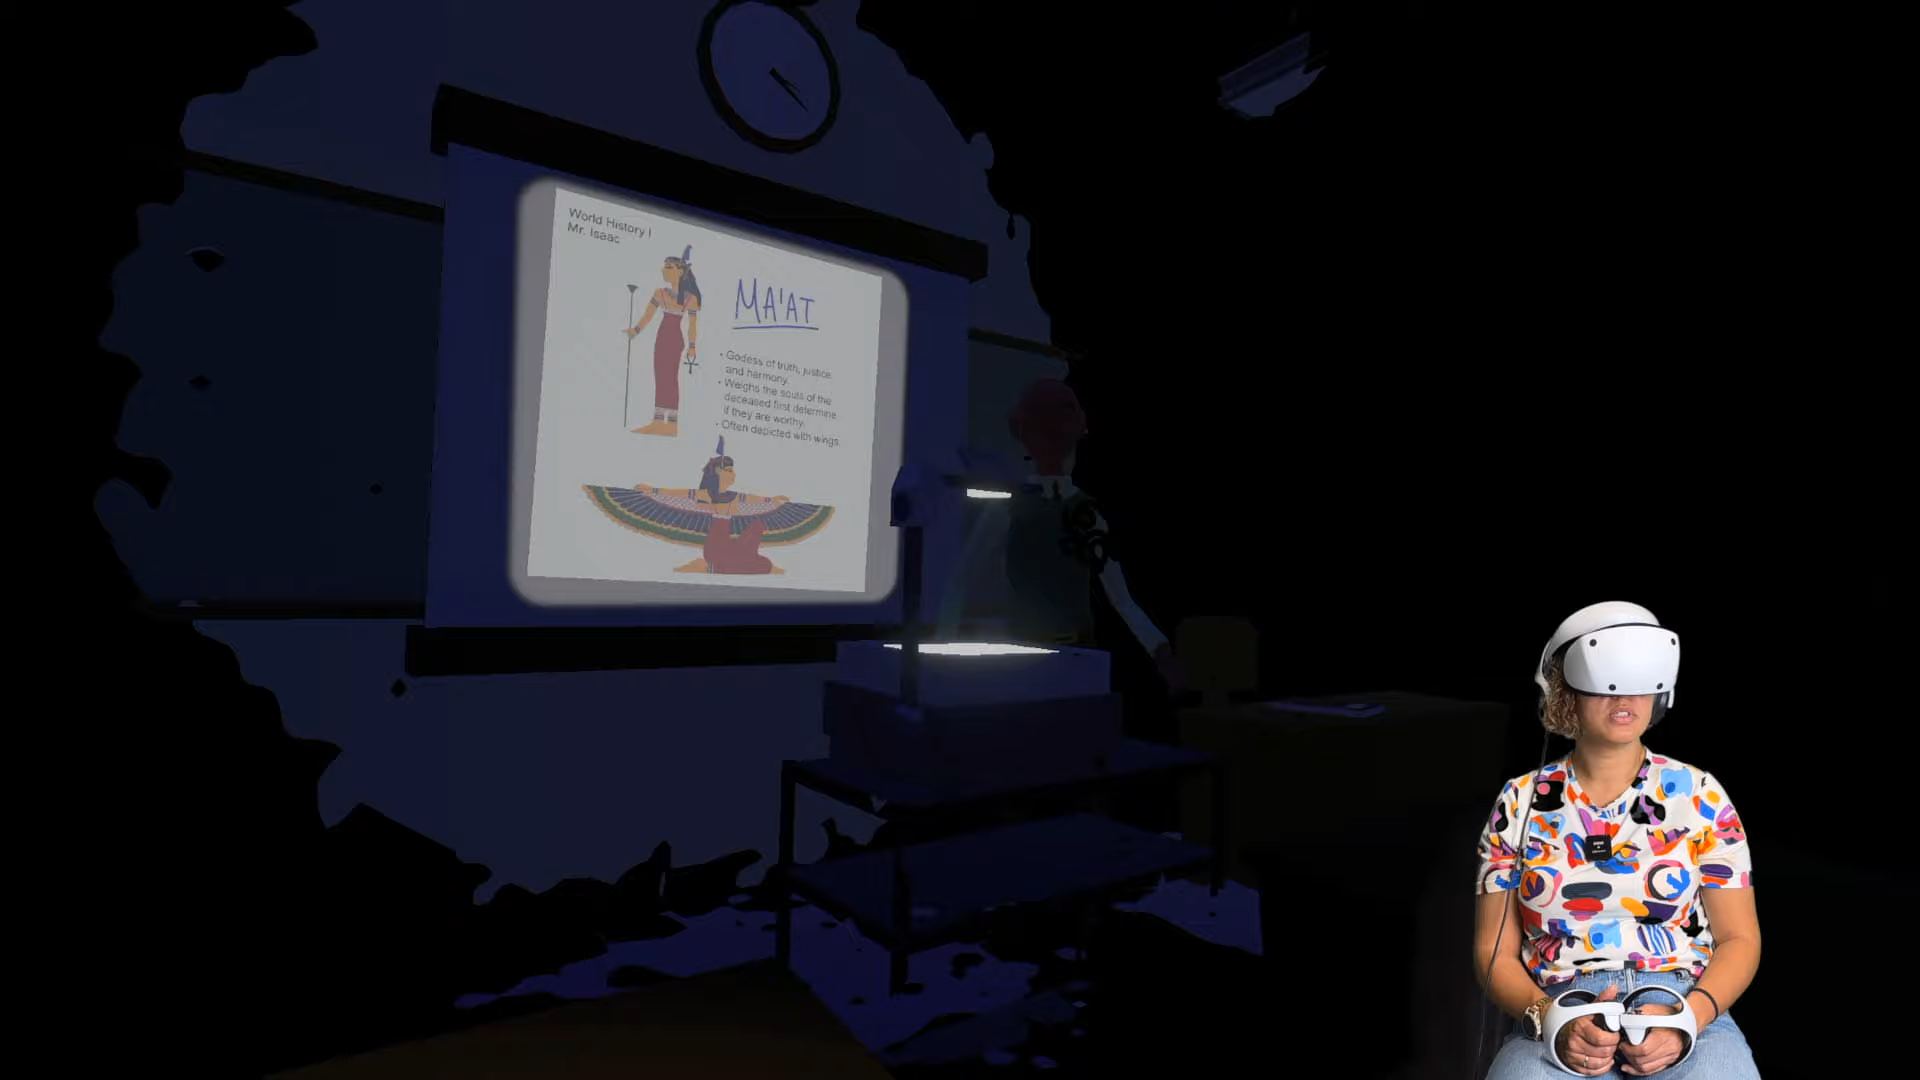 World History I
Mr. Isaac
MA'AT
• Godess of truth, justice,
and harmony.
• Weighs the souls of the
deceased first determine
if they are worthy.
• Often depicted with wings.